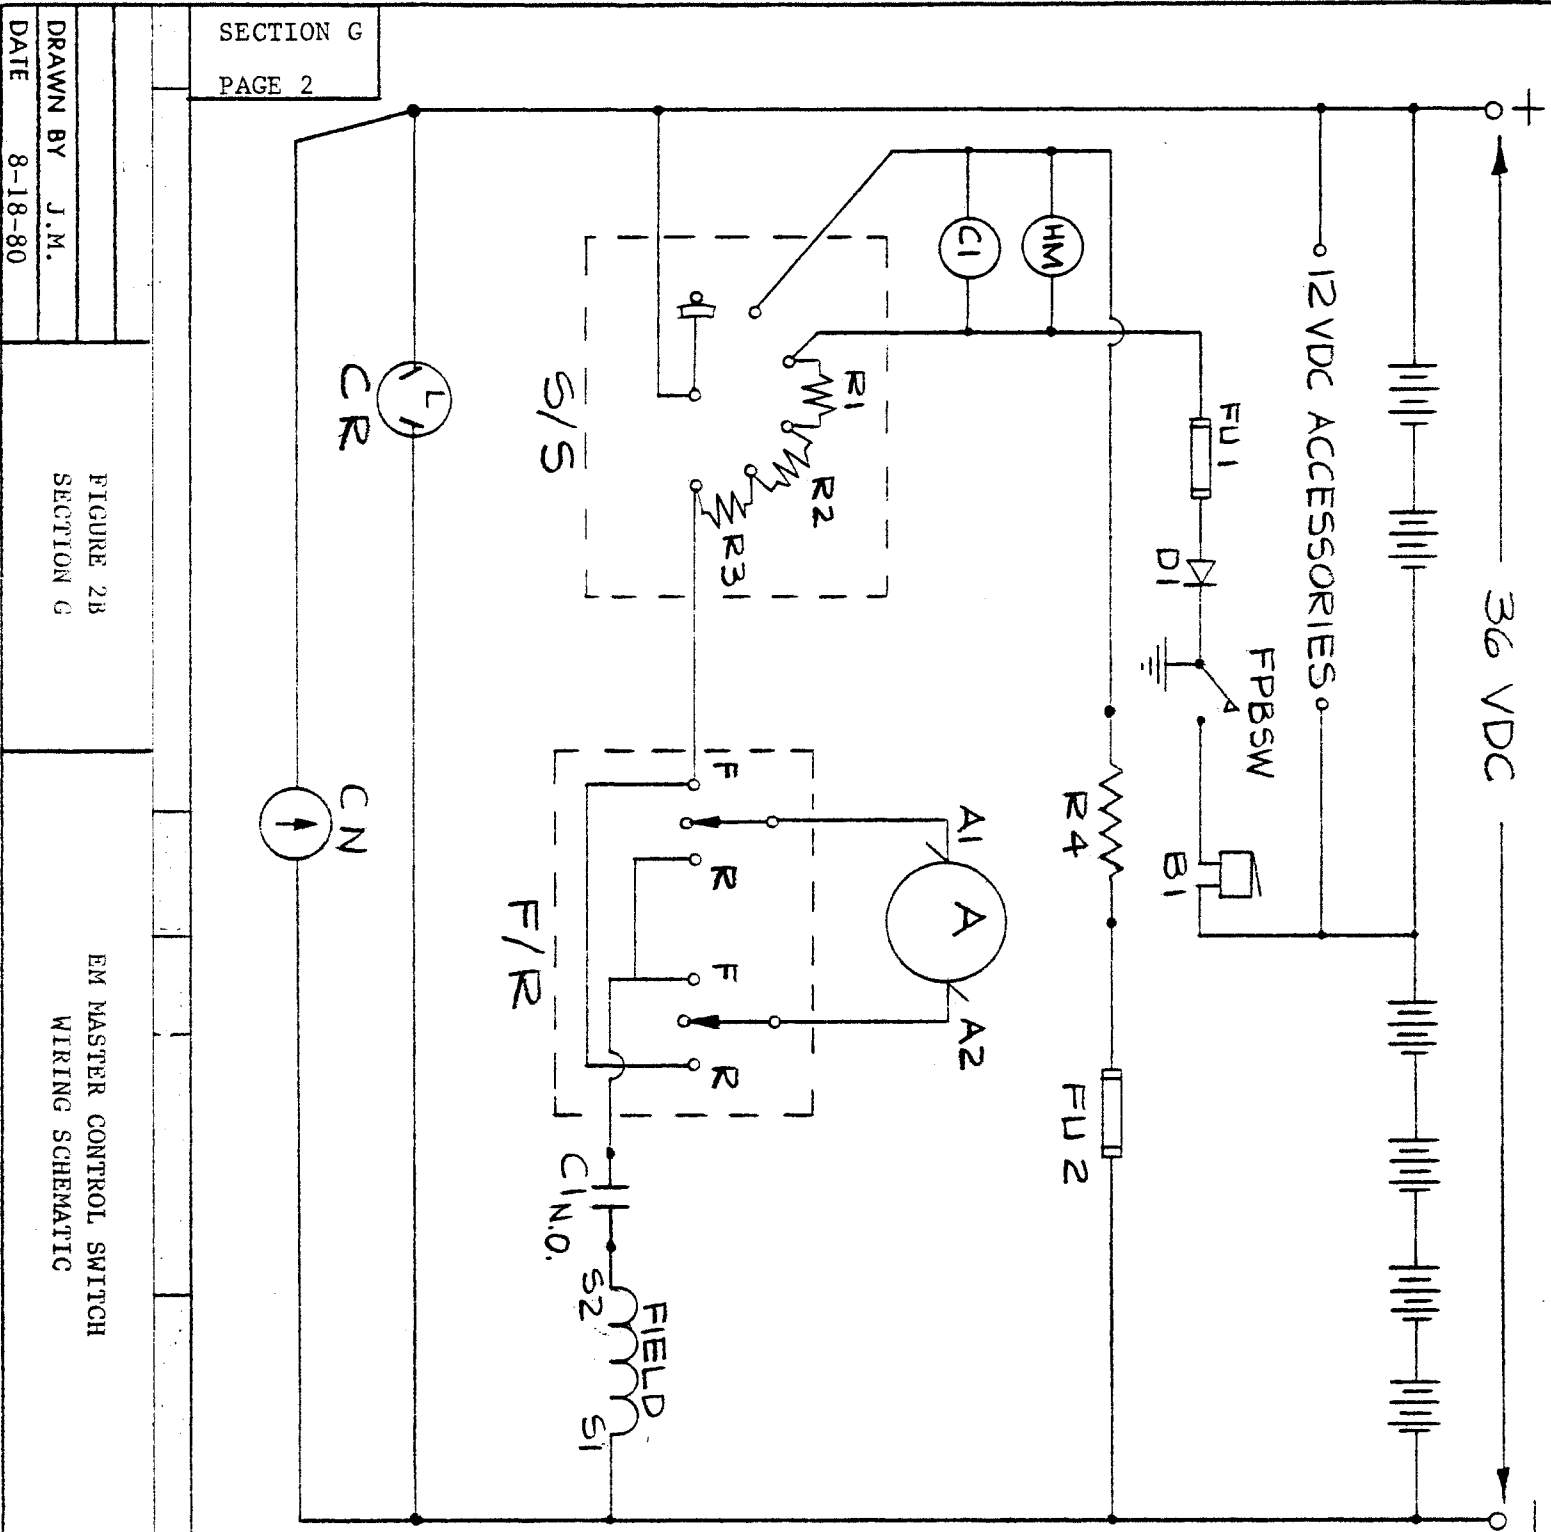 SECTION G
PAGE 2
+
36 VDC
−
12 VDC ACCESSORIES
FU1
D1
FPBSW
B1
HM
C1
R4
FU2
R1
R2
R3
S/S
A1
A
A2
F
R
F
R
F/R
C1 N.O.
S2
FIELD
S1
L
CR
CN
DRAWN BY J.M.
DATE 8-18-80
FIGURE 2B
SECTION G
EM MASTER CONTROL SWITCH
WIRING SCHEMATIC